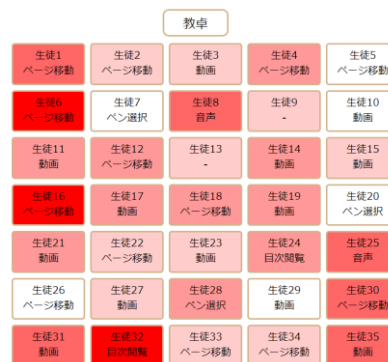 教卓
生徒1 生徒2 生徒3 生徒4 生徒5
ページ移動 ページ移動 動画 ページ移動 ページ移動
生徒6 生徒7 生徒8 生徒9 生徒10
ページ移動 ペン選択 音声 - 動画
生徒11 生徒12 生徒13 生徒14 生徒15
動画 ページ移動 - 動画 動画
生徒16 生徒17 生徒18 生徒19 生徒20
ページ移動 動画 ページ移動 動画 ペン選択
生徒21 生徒22 生徒23 生徒24 生徒25
動画 ページ移動 動画 目次閲覧 音声
生徒26 生徒27 生徒28 生徒29 生徒30
ページ移動 動画 ペン選択 動画 ページ移動
生徒31 生徒32 生徒33 生徒34 生徒35
動画 目次閲覧 ページ移動 ページ移動 動画